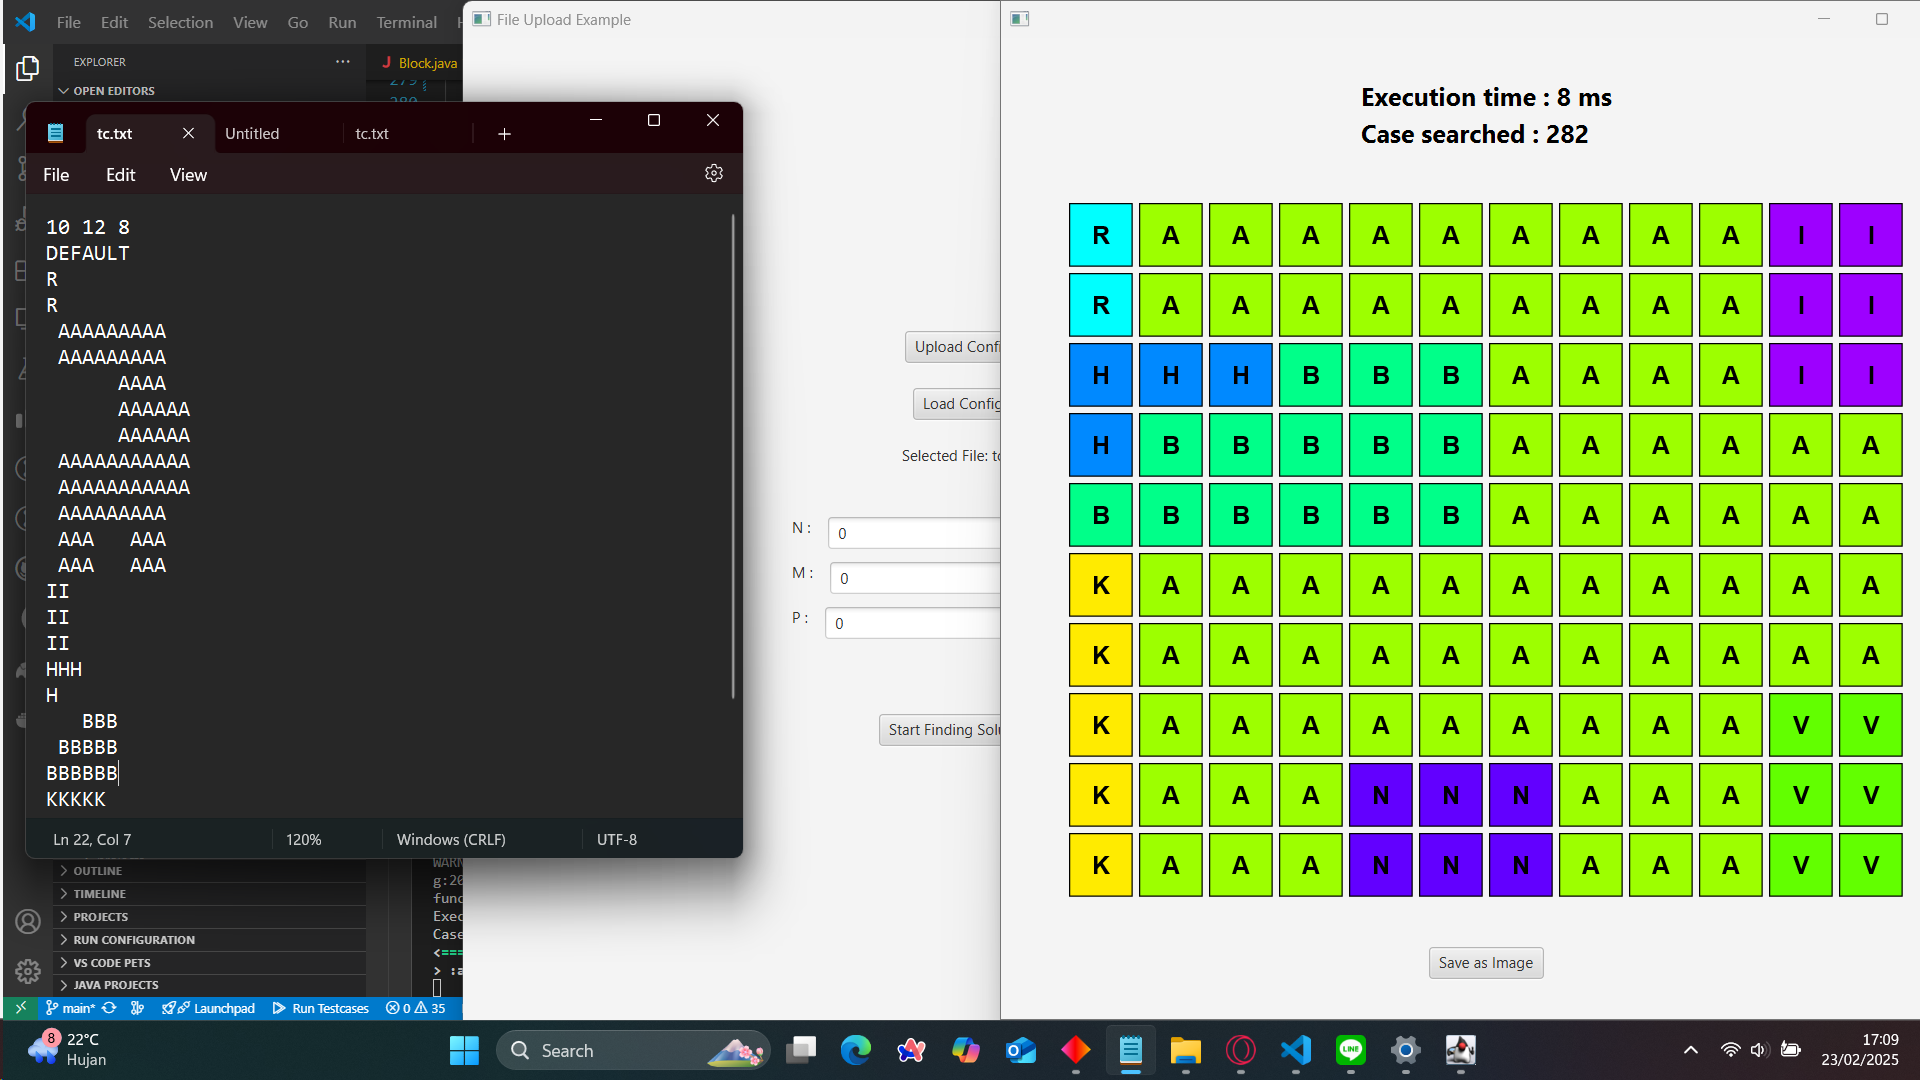 File Edit Selection View Go Run Terminal
EXPLORER
OPEN EDITORS
Block.java
File Upload Example
tc.txt
Untitled
tc.txt
File Edit View
10 12 8
DEFAULT
R
R
 AAAAAAAAA
 AAAAAAAAA
      AAAA
      AAAAAA
      AAAAAA
 AAAAAAAAAAA
 AAAAAAAAAAA
 AAAAAAAAA
 AAA   AAA
 AAA   AAA
II
II
II
HHH
H
   BBB
 BBBBB
BBBBBB
KKKKK
Ln 22, Col 7
120%
Windows (CRLF)
UTF-8
OUTLINE
TIMELINE
PROJECTS
RUN CONFIGURATION
VS CODE PETS
JAVA PROJECTS
main*
Launchpad
Run Testcases
0
35
Load
Selected File:
N :
0
M :
0
P :
0
Start Finding
Execution time : 8 ms
Case searched : 282
R A A A A A A A A A I I
R A A A A A A A A A I I
H H H B B B A A A A I I
H B B B B B A A A A A A
B B B B B B A A A A A A
K A A A A A A A A A A A
K A A A A A A A A A A A
K A A A A A A A A A V V
K A A A N N N A A A V V
K A A A N N N A A A V V
Save as Image
8
22°C
Hujan
Search
LINE
17:09
23/02/2025